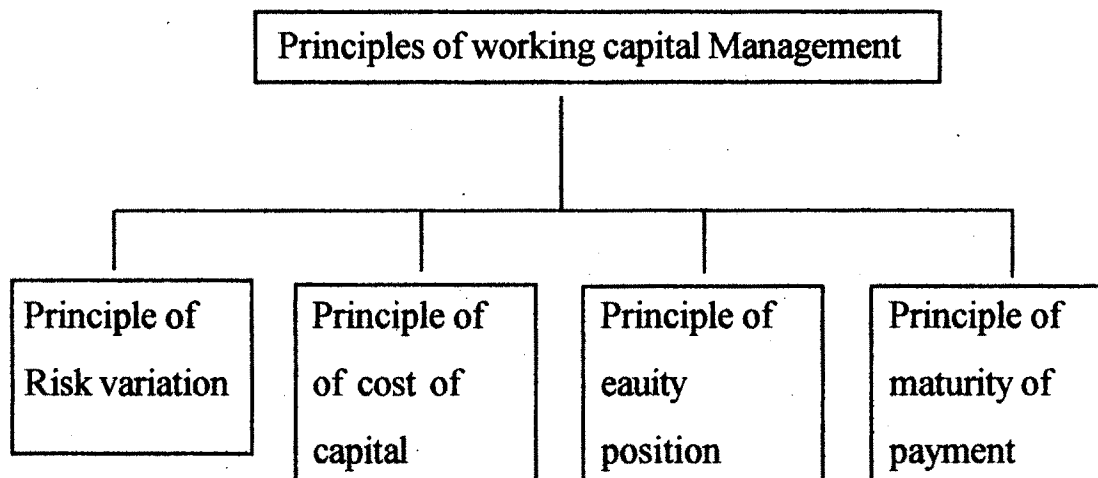 Principles of working capital Management
Principle of
Risk variation
Principle of
of cost of
capital
Principle of
eauity
position
Principle of
maturity of
payment